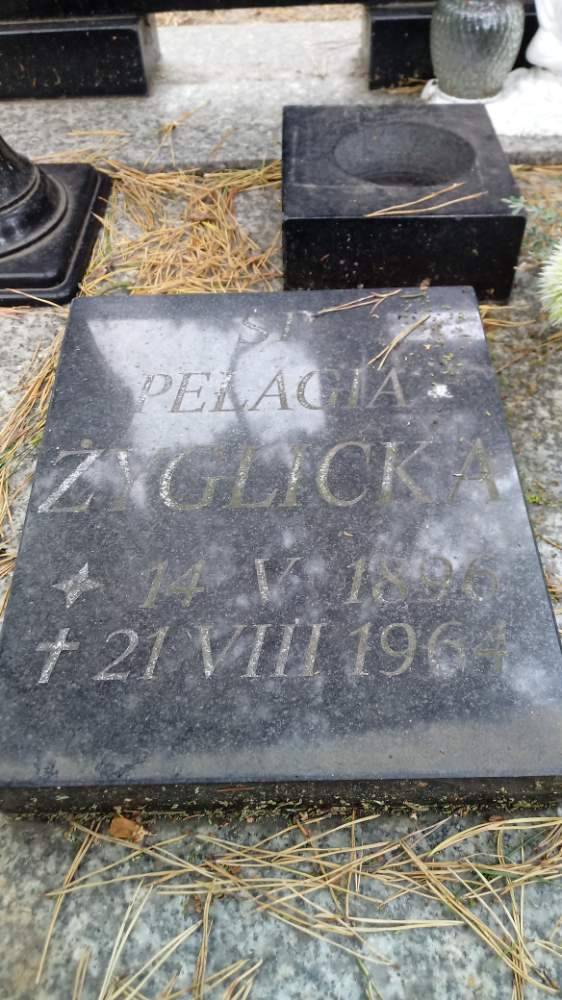 ŚP
PELAGIA
ŻYGLICKA
14 V 1896
21 VIII 1964